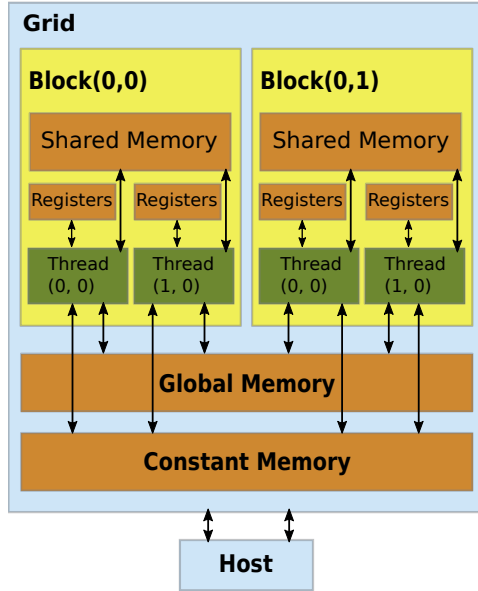 Grid
Block(0,0)
Shared Memory
Registers
Registers
Thread
(0, 0)
Thread
(1, 0)
Block(0,1)
Shared Memory
Registers
Registers
Thread
(0, 0)
Thread
(1, 0)
Global Memory
Constant Memory
Host